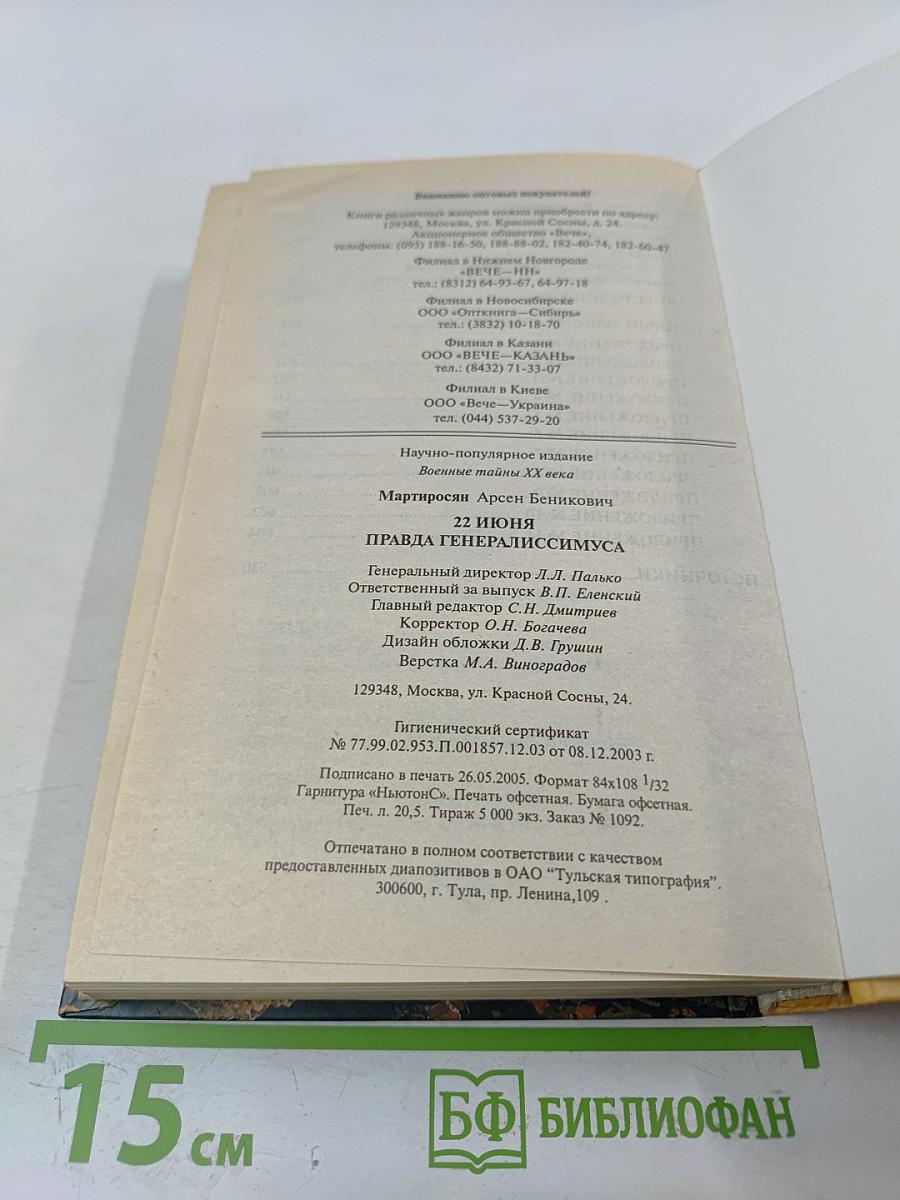 Вниманию оптовых покупателей!
Книги различных жанров можно приобрести по адресу:
129348, Москва, ул. Красной Сосны, д. 24.
Акционерное общество «Вече»,
телефоны: (095) 188-16-50, 188-88-02, 182-40-74, 182-60-47
Филиал в Нижнем Новгороде
«ВЕЧЕ—НН»
тел.: (8312) 64-93-67, 64-97-18
Филиал в Новосибирске
ООО «Опткнига—Сибирь»
тел.: (3832) 10-18-70
Филиал в Казани
ООО «ВЕЧЕ—КАЗАНЬ»
тел.: (8432) 71-33-07
Филиал в Киеве
ООО «Вече—Украина»
тел. (044) 537-29-20
Научно-популярное издание
Военные тайны XX века
Мартиросян Арсен Беникович
22 ИЮНЯ
ПРАВДА ГЕНЕРАЛИССИМУСА
Генеральный директор Л.Л. Палько
Ответственный за выпуск В.П. Еленский
Главный редактор С.Н. Дмитриев
Корректор О.Н. Богачева
Дизайн обложки Д.В. Грушин
Верстка М.А. Виноградов
129348, Москва, ул. Красной Сосны, 24.
Гигиенический сертификат
№ 77.99.02.953.П.001857.12.03 от 08.12.2003 г.
Подписано в печать 26.05.2005. Формат 84x108 1/32
Гарнитура «НьютонС». Печать офсетная. Бумага офсетная.
Печ. л. 20,5. Тираж 5 000 экз. Заказ № 1092.
Отпечатано в полном соответствии с качеством
предоставленных диапозитивов в ОАО "Тульская типография".
300600, г. Тула, пр. Ленина,109 .
15 см
БФ БИБЛИОФАН